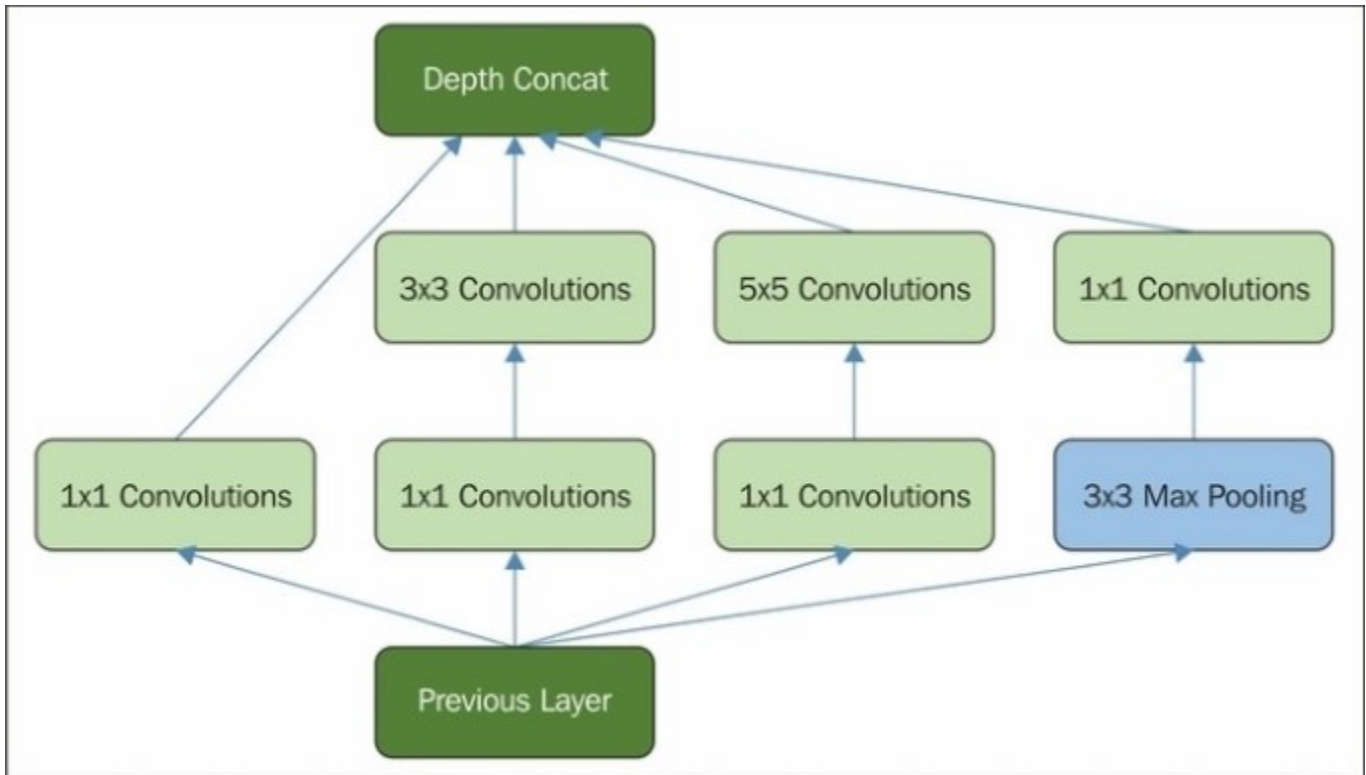 Depth Concat
3x3 Convolutions
5x5 Convolutions
1x1 Convolutions
1x1 Convolutions
1x1 Convolutions
1x1 Convolutions
3x3 Max Pooling
Previous Layer